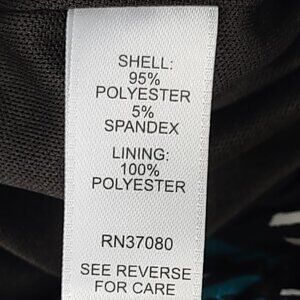 SHELL:
95%
POLYESTER
5%
SPANDEX
LINING:
100%
POLYESTER
RN37080
SEE REVERSE
FOR CARE